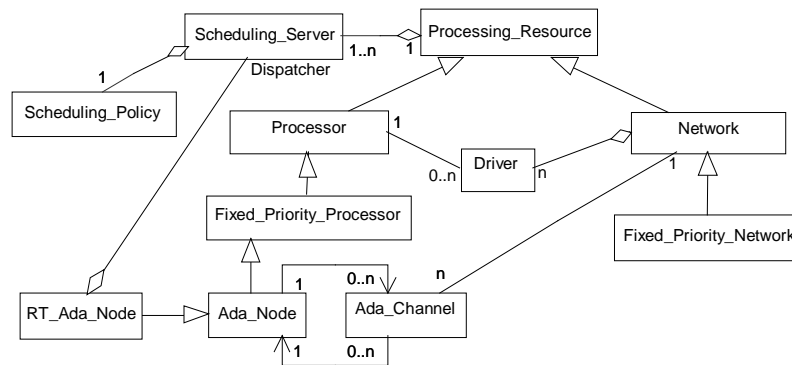 Scheduling_Server
Processing_Resource
1..n
1
Dispatcher
1
Scheduling_Policy
Processor
1
Network
Driver
0..n
n
1
Fixed_Priority_Processor
Fixed_Priority_Network
1
0..n
n
RT_Ada_Node
Ada_Node
Ada_Channel
1
0..n